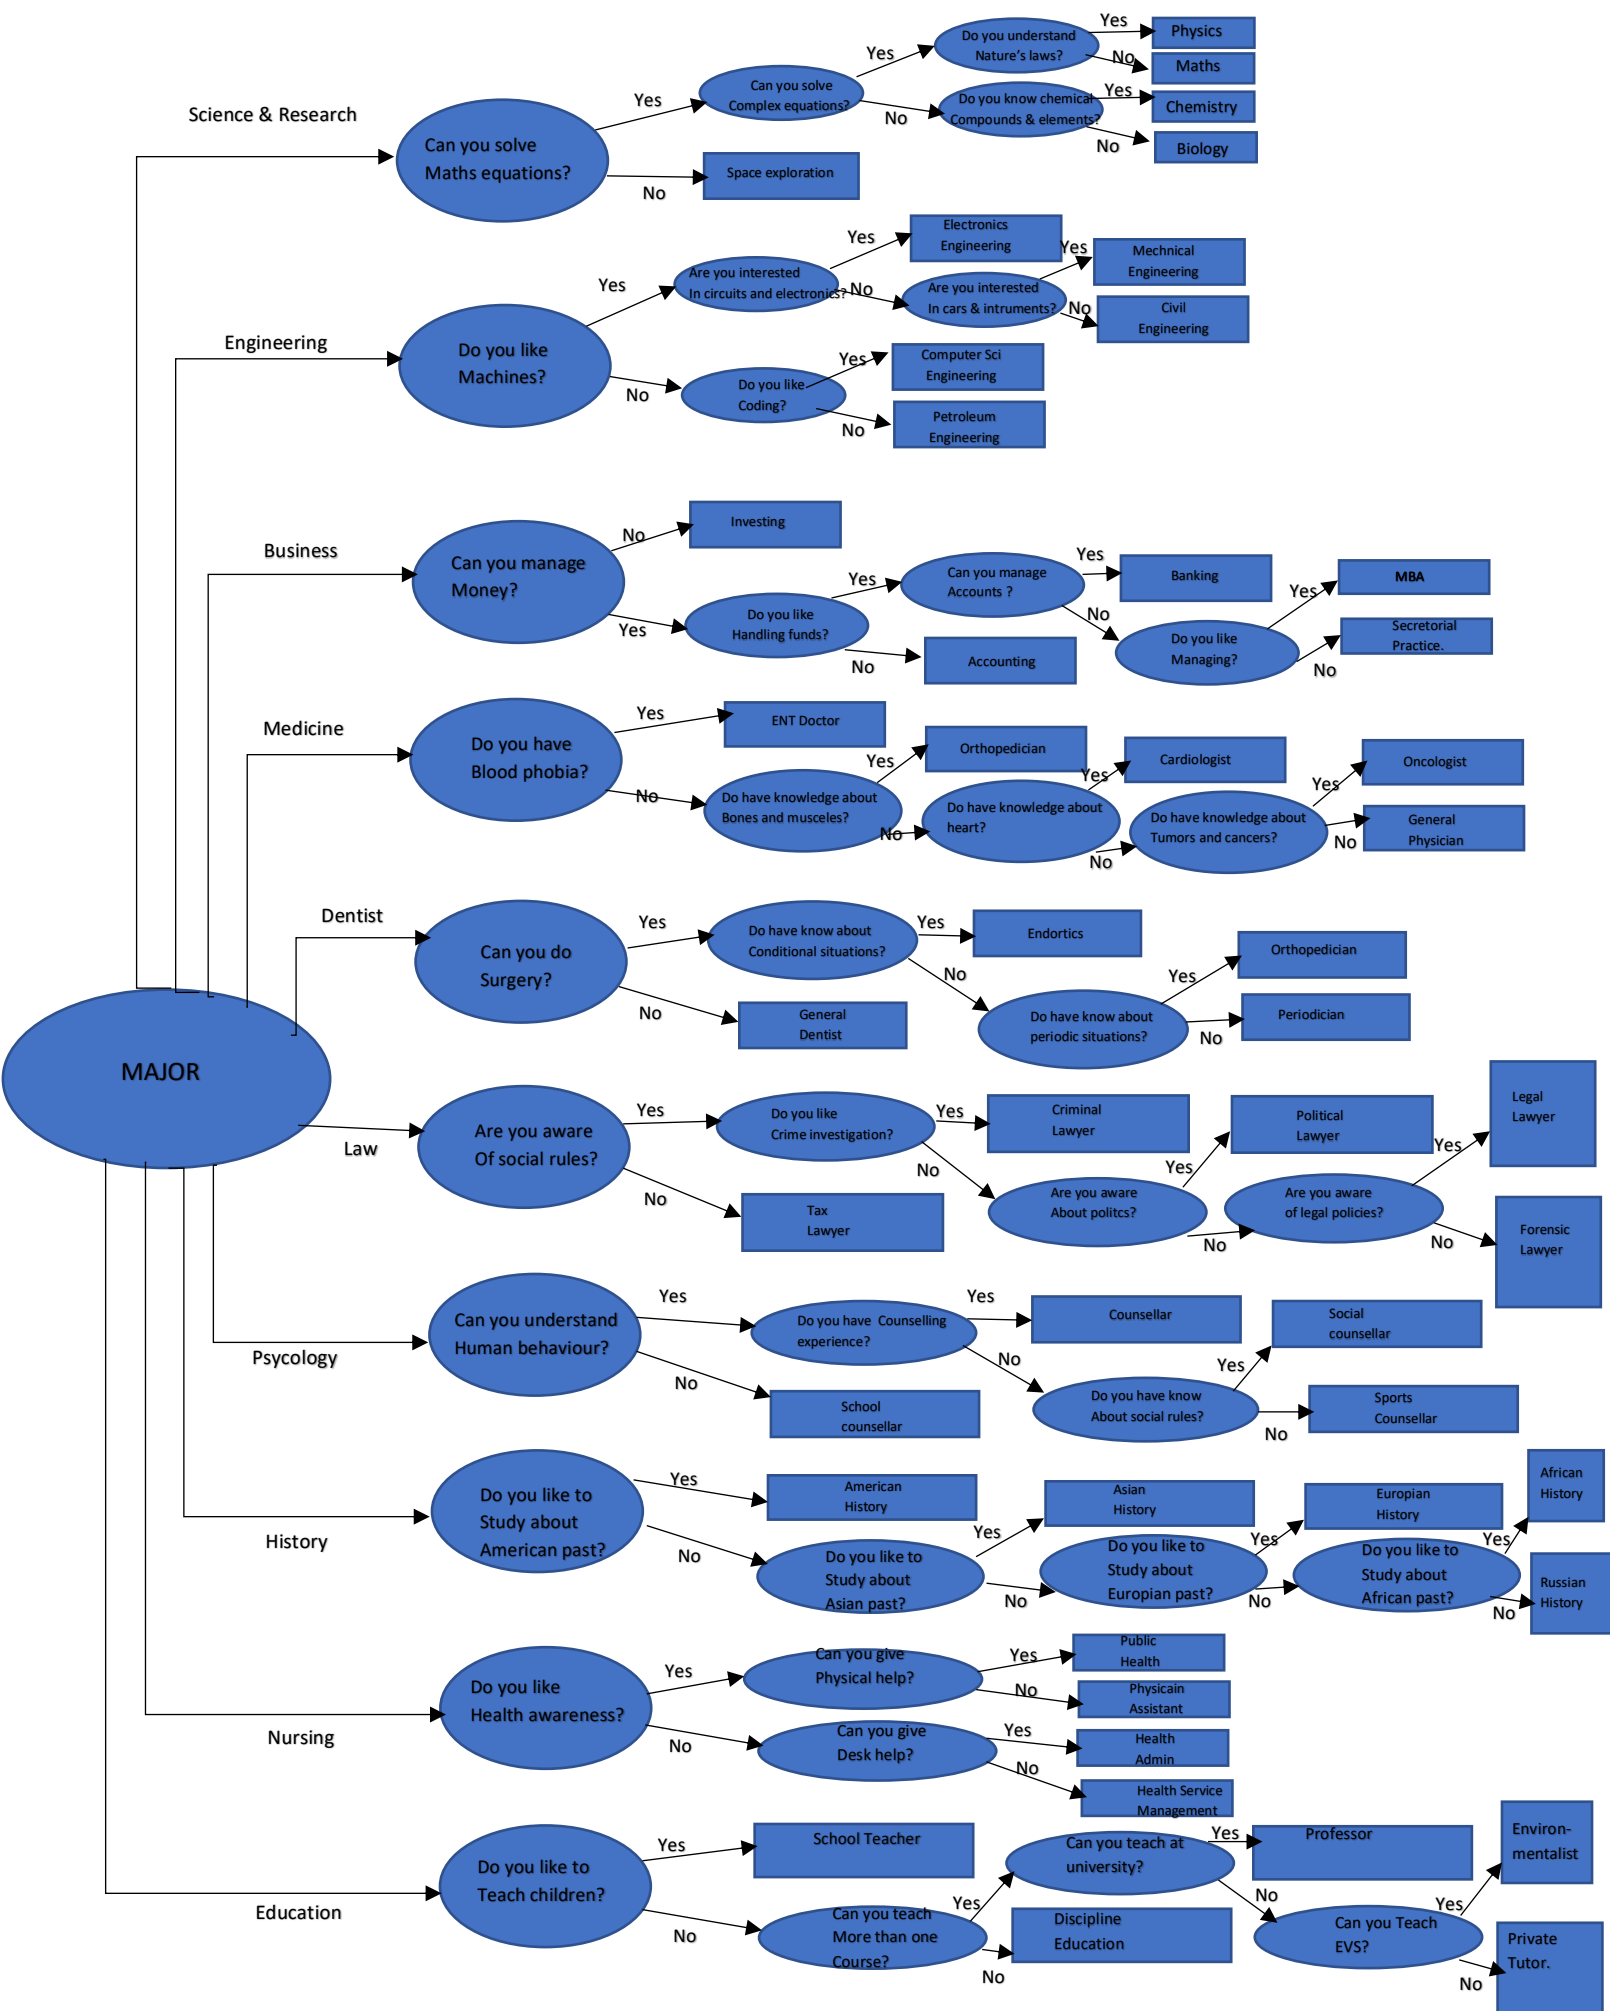 Science & Research
Can you solve
Maths equations?
Yes
No
Can you solve
Complex equations?
Yes
No
Do you understand
Nature's laws?
Yes
No
Physics
Maths
Do you know chemical
Compounds & elements?
Yes
No
Chemistry
Biology
Space exploration
Engineering
Do you like
Machines?
Yes
No
Are you interested
In circuits and electronics?
Yes
No
Electronics
Engineering
Are you interested
In cars & intruments?
Yes
No
Mechnical
Engineering
Civil
Engineering
Do you like
Coding?
Yes
No
Computer Sci
Engineering
Petroleum
Engineering
Business
Can you manage
Money?
No
Yes
Investing
Do you like
Handling funds?
Yes
No
Can you manage
Accounts ?
Yes
No
Banking
Do you like
Managing?
Yes
No
MBA
Secretorial
Practice.
Accounting
Medicine
Do you have
Blood phobia?
Yes
No
ENT Doctor
Do have knowledge about
Bones and musceles?
Yes
No
Orthopedician
Do have knowledge about
heart?
Yes
No
Cardiologist
Do have knowledge about
Tumors and cancers?
Yes
No
Oncologist
General
Physician
Dentist
Can you do
Surgery?
Yes
No
Do have know about
Conditional situations?
Yes
No
Endortics
Do have know about
periodic situations?
Yes
No
Orthopedician
Periodician
General
Dentist
MAJOR
Law
Are you aware
Of social rules?
Yes
No
Do you like
Crime investigation?
Yes
No
Criminal
Lawyer
Are you aware
About politcs?
Yes
No
Political
Lawyer
Are you aware
of legal policies?
Yes
No
Legal
Lawyer
Forensic
Lawyer
Tax
Lawyer
Psycology
Can you understand
Human behaviour?
Yes
No
Do you have Counselling
experience?
Yes
No
Counsellar
Do you have know
About social rules?
Yes
No
Social
counsellar
Sports
Counsellar
School
counsellar
History
Do you like to
Study about
American past?
Yes
No
American
History
Do you like to
Study about
Asian past?
Yes
No
Asian
History
Do you like to
Study about
Europian past?
Yes
No
Europian
History
Do you like to
Study about
African past?
Yes
No
African
History
Russian
History
Nursing
Do you like
Health awareness?
Yes
No
Can you give
Physical help?
Yes
No
Public
Health
Physicain
Assistant
Can you give
Desk help?
Yes
No
Health
Admin
Health Service
Management
Education
Do you like to
Teach children?
Yes
No
School Teacher
Can you teach
More than one
Course?
Yes
No
Can you teach at
university?
Yes
No
Professor
Can you Teach
EVS?
Yes
No
Environ-
mentalist
Private
Tutor.
Discipline
Education